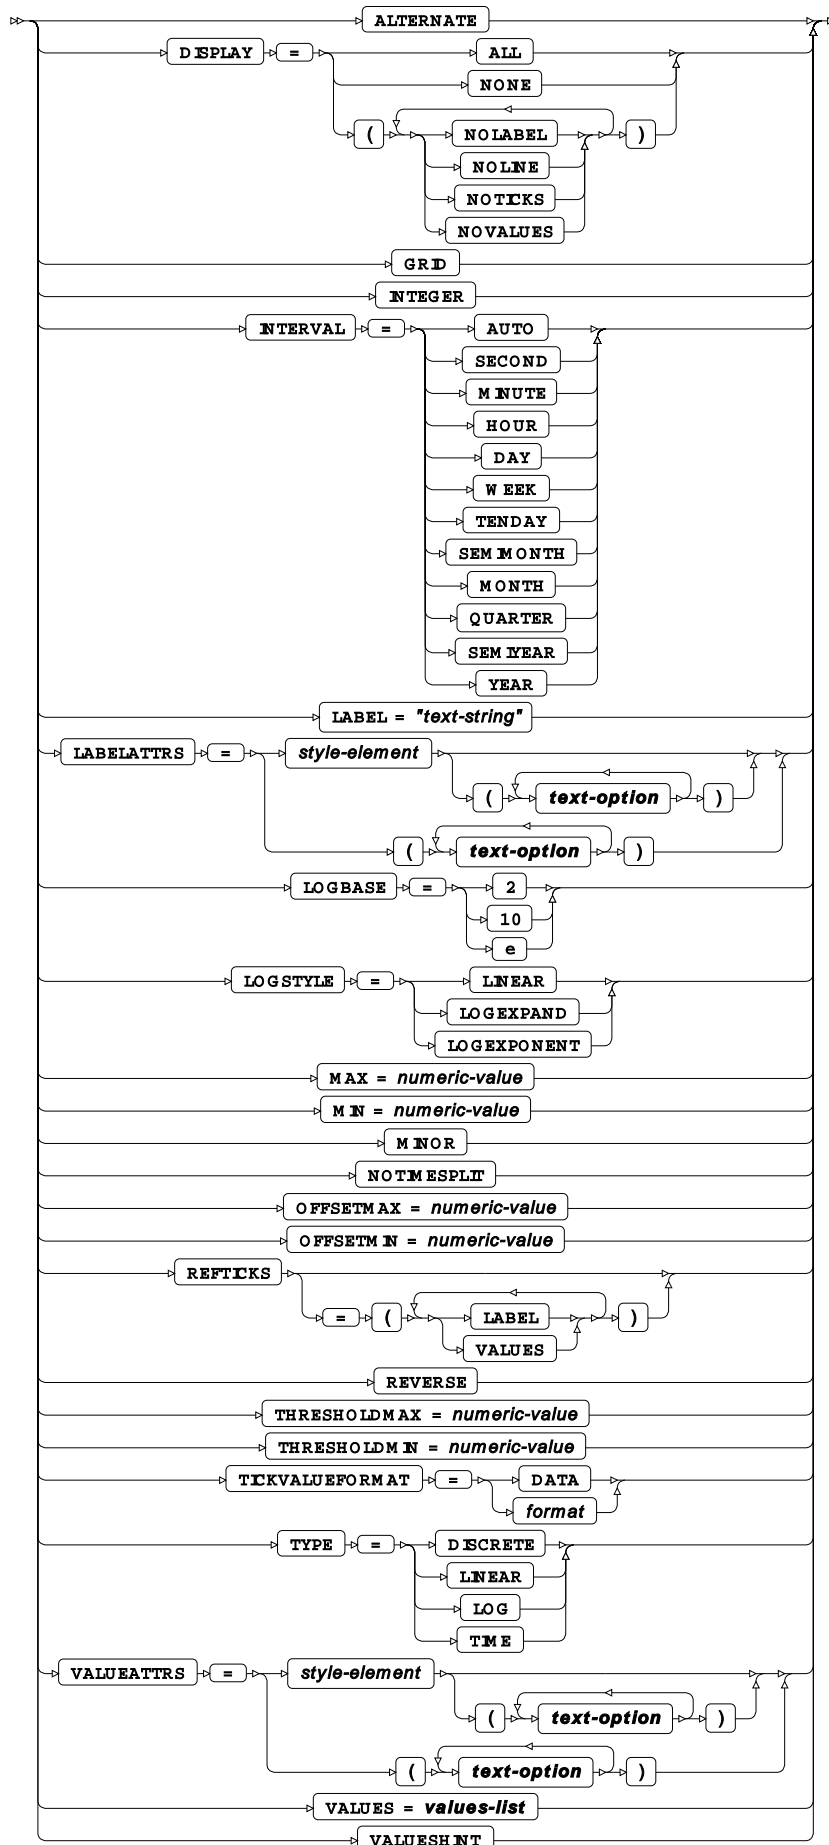 ALTERNATE
DISPLAY = ALL
NONE
( NOLABEL )
NOLINE
NOTICKS
NOVALUES
GRID
INTEGER
INTERVAL = AUTO
SECOND
MINUTE
HOUR
DAY
WEEK
TENDAY
SEMIMONTH
MONTH
QUARTER
SEMIYEAR
YEAR
LABEL = "text-string"
LABELATTRS = style-element
( text-option )
( text-option )
LOGBASE = 2
10
e
LOGSTYLE = LINEAR
LOGEXPAND
LOGEXPONENT
MAX = numeric-value
MIN = numeric-value
MINOR
NOTIMESPLIT
OFFSETMAX = numeric-value
OFFSETMIN = numeric-value
REFTICKS
= ( LABEL )
VALUES
REVERSE
THRESHOLDMAX = numeric-value
THRESHOLDMIN = numeric-value
TICKVALUEFORMAT = DATA
format
TYPE = DISCRETE
LINEAR
LOG
TIME
VALUEATTRS = style-element
( text-option )
( text-option )
VALUES = values-list
VALUESHINT